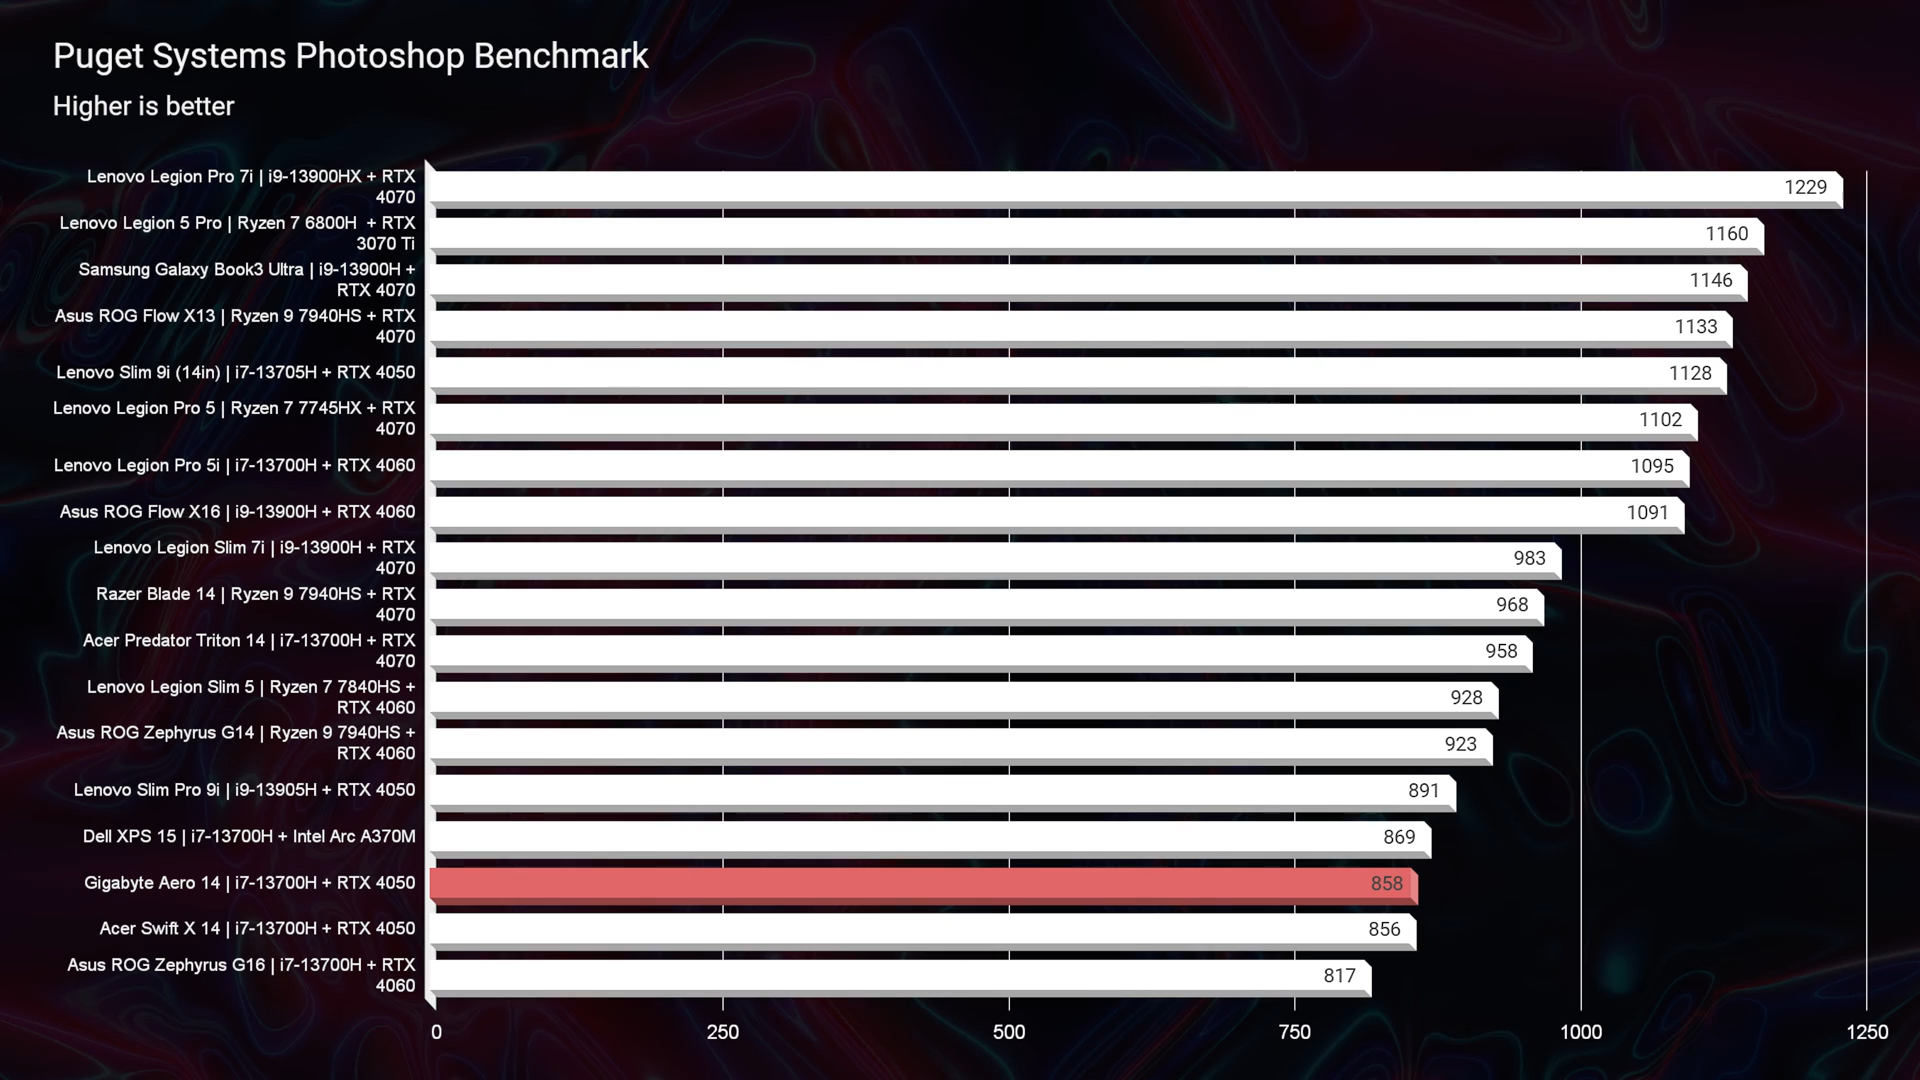 Puget Systems Photoshop Benchmark
Higher is better
Lenovo Legion Pro 7i | i9-13900HX + RTX
4070
1229
Lenovo Legion 5 Pro | Ryzen 7 6800H + RTX
3070 Ti
1160
Samsung Galaxy Book3 Ultra | i9-13900H +
RTX 4070
1146
Asus ROG Flow X13 | Ryzen 9 7940HS + RTX
4070
1133
Lenovo Slim 9i (14in) | i7-13705H + RTX 4050
1128
Lenovo Legion Pro 5 | Ryzen 7 7745HX + RTX
4070
1102
Lenovo Legion Pro 5i | i7-13700H + RTX 4060
1095
Asus ROG Flow X16 | i9-13900H + RTX 4060
1091
Lenovo Legion Slim 7i | i9-13900H + RTX
4070
983
Razer Blade 14 | Ryzen 9 7940HS + RTX
4070
968
Acer Predator Triton 14 | i7-13700H + RTX
4070
958
Lenovo Legion Slim 5 | Ryzen 7 7840HS +
RTX 4060
928
Asus ROG Zephyrus G14 | Ryzen 9 7940HS +
RTX 4060
923
Lenovo Slim Pro 9i | i9-13905H + RTX 4050
891
Dell XPS 15 | i7-13700H + Intel Arc A370M
869
Gigabyte Aero 14 | i7-13700H + RTX 4050
858
Acer Swift X 14 | i7-13700H + RTX 4050
856
Asus ROG Zephyrus G16 | i7-13700H + RTX
4060
817
0 250 500 750 1000 1250